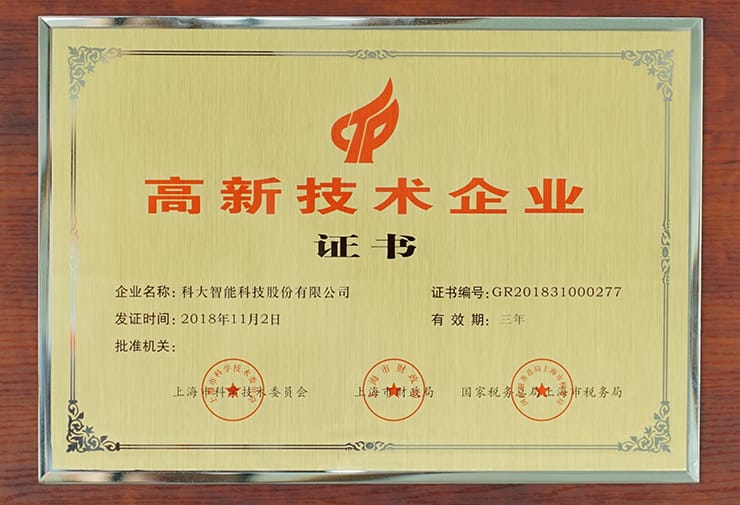 CTP
高新技术企业
证书
企业名称：科大智能科技股份有限公司
证书编号：GR201831000277
发证时间：2018年11月2日
有 效 期：三年
批准机关：
上海市科学技术委员会
上海市财政局
国家税务总局上海市税务局